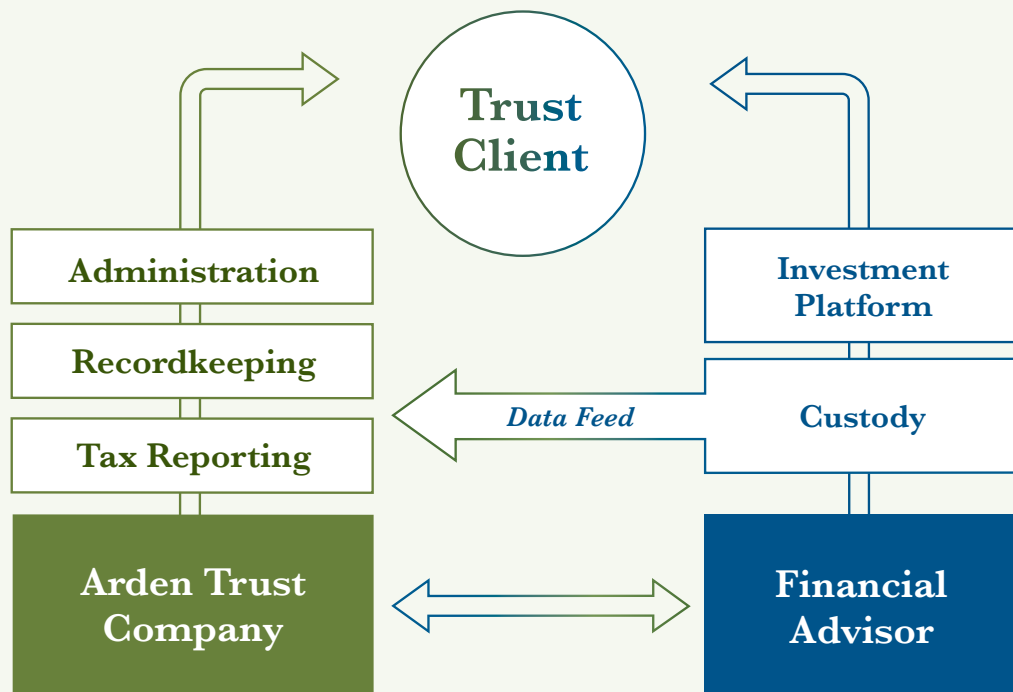 Trust
Client
Administration
Recordkeeping
Tax Reporting
Arden Trust
Company
Data Feed
Investment
Platform
Custody
Financial
Advisor